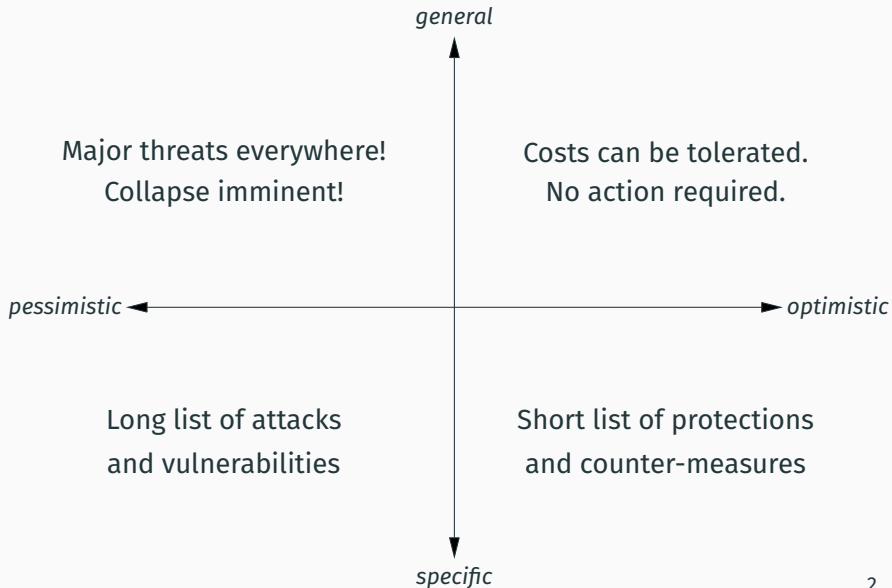 general
Major threats everywhere!
Collapse imminent!
Costs can be tolerated.
No action required.
pessimistic
optimistic
Long list of attacks
and vulnerabilities
Short list of protections
and counter-measures
specific
2